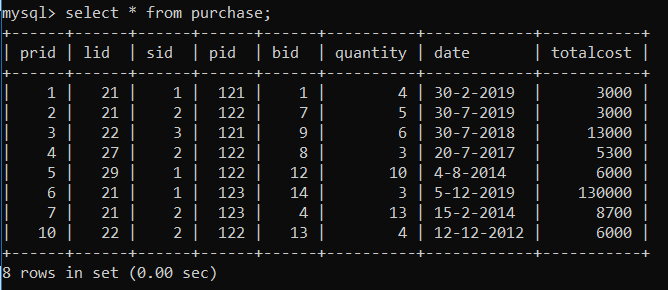 mysql> select * from purchase;
+------+------+------+------+------+----------+------------+-----------+
| prid | lid  | sid  | pid  | bid  | quantity | date       | totalcost |
+------+------+------+------+------+----------+------------+-----------+
|    1 |   21 |    1 |  121 |    1 |        4 | 30-2-2019  |      3000 |
|    2 |   21 |    2 |  122 |    7 |        5 | 30-7-2019  |      3000 |
|    3 |   22 |    3 |  121 |    9 |        6 | 30-7-2018  |     13000 |
|    4 |   27 |    2 |  122 |    8 |        3 | 20-7-2017  |      5300 |
|    5 |   29 |    1 |  122 |   12 |       10 | 4-8-2014   |      6000 |
|    6 |   21 |    1 |  123 |   14 |        3 | 5-12-2019  |    130000 |
|    7 |   21 |    2 |  123 |    4 |       13 | 15-2-2014  |      8700 |
|   10 |   22 |    2 |  122 |   13 |        4 | 12-12-2012 |      6000 |
+------+------+------+------+------+----------+------------+-----------+
8 rows in set (0.00 sec)